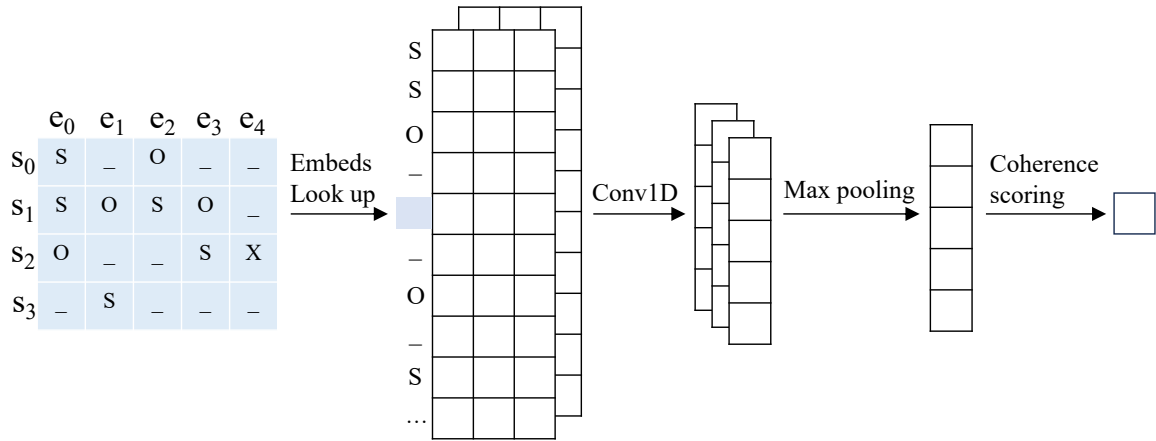 e0 e1 e2 e3 e4
s0 S _ O _ _
s1 S O S O _
s2 O _ _ S X
s3 _ S _ _ _
Embeds
Look up
S
S
O
_
_
O
_
S
...
Conv1D
Max pooling
Coherence
scoring